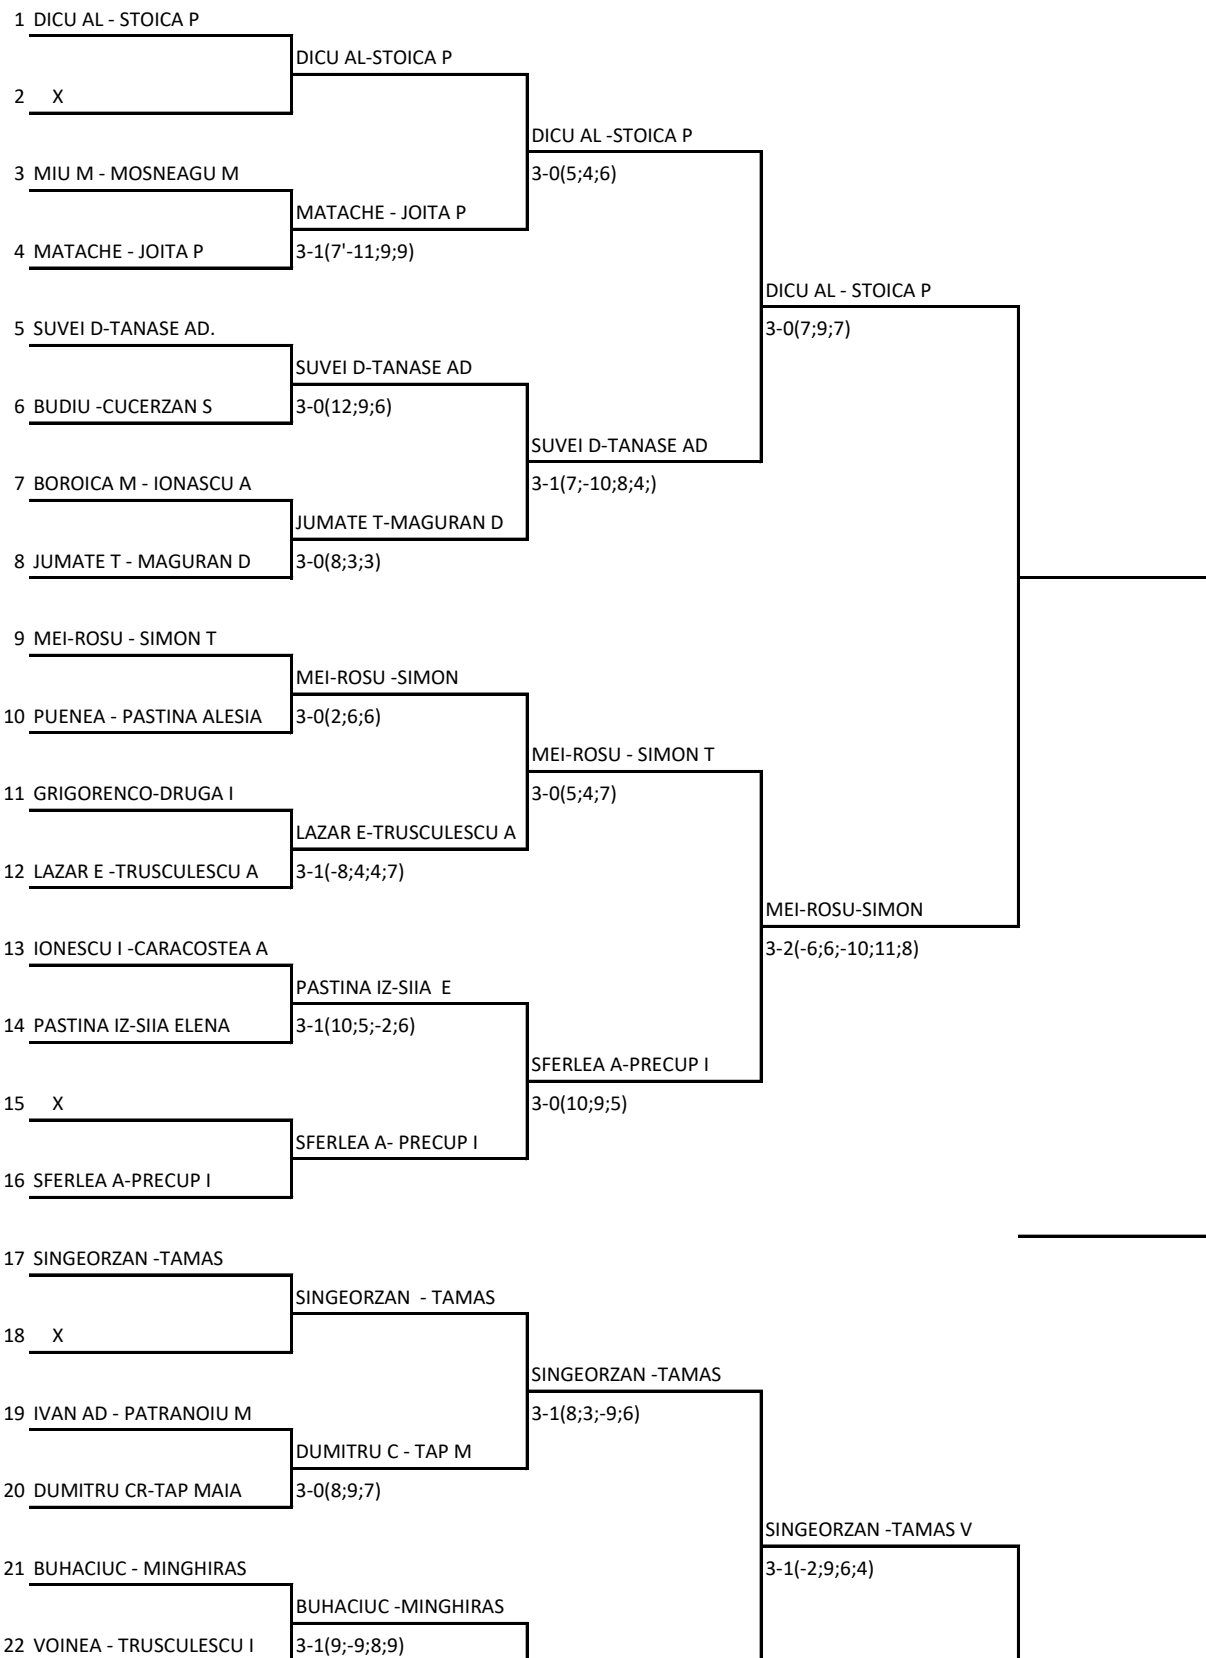 1 DICU AL - STOICA P
DICU AL-STOICA P
2 X
DICU AL -STOICA P
3 MIU M - MOSNEAGU M
3-0(5;4;6)
MATACHE - JOITA P
4 MATACHE - JOITA P
3-1(7'-11;9;9)
DICU AL - STOICA P
5 SUVEI D-TANASE AD.
3-0(7;9;7)
SUVEI D-TANASE AD
6 BUDIU -CUCERZAN S
3-0(12;9;6)
SUVEI D-TANASE AD
7 BOROICA M - IONASCU A
3-1(7;-10;8;4;)
JUMATE T-MAGURAN D
8 JUMATE T - MAGURAN D
3-0(8;3;3)
9 MEI-ROSU - SIMON T
MEI-ROSU -SIMON
10 PUENEA - PASTINA ALESIA
3-0(2;6;6)
MEI-ROSU - SIMON T
11 GRIGORENCO-DRUGA I
3-0(5;4;7)
LAZAR E-TRUSCULESCU A
12 LAZAR E -TRUSCULESCU A
3-1(-8;4;4;7)
MEI-ROSU-SIMON
13 IONESCU I -CARACOSTEA A
3-2(-6;6;-10;11;8)
PASTINA IZ-SIIA  E
14 PASTINA IZ-SIIA ELENA
3-1(10;5;-2;6)
SFERLEA A-PRECUP I
15 X
3-0(10;9;5)
SFERLEA A- PRECUP I
16 SFERLEA A-PRECUP I
17 SINGEORZAN -TAMAS
SINGEORZAN  - TAMAS
18 X
SINGEORZAN -TAMAS
19 IVAN AD - PATRANOIU M
3-1(8;3;-9;6)
DUMITRU C - TAP M
20 DUMITRU CR-TAP MAIA
3-0(8;9;7)
SINGEORZAN -TAMAS V
21 BUHACIUC - MINGHIRAS
3-1(-2;9;6;4)
BUHACIUC -MINGHIRAS
22 VOINEA - TRUSCULESCU I
3-1(9;-9;8;9)